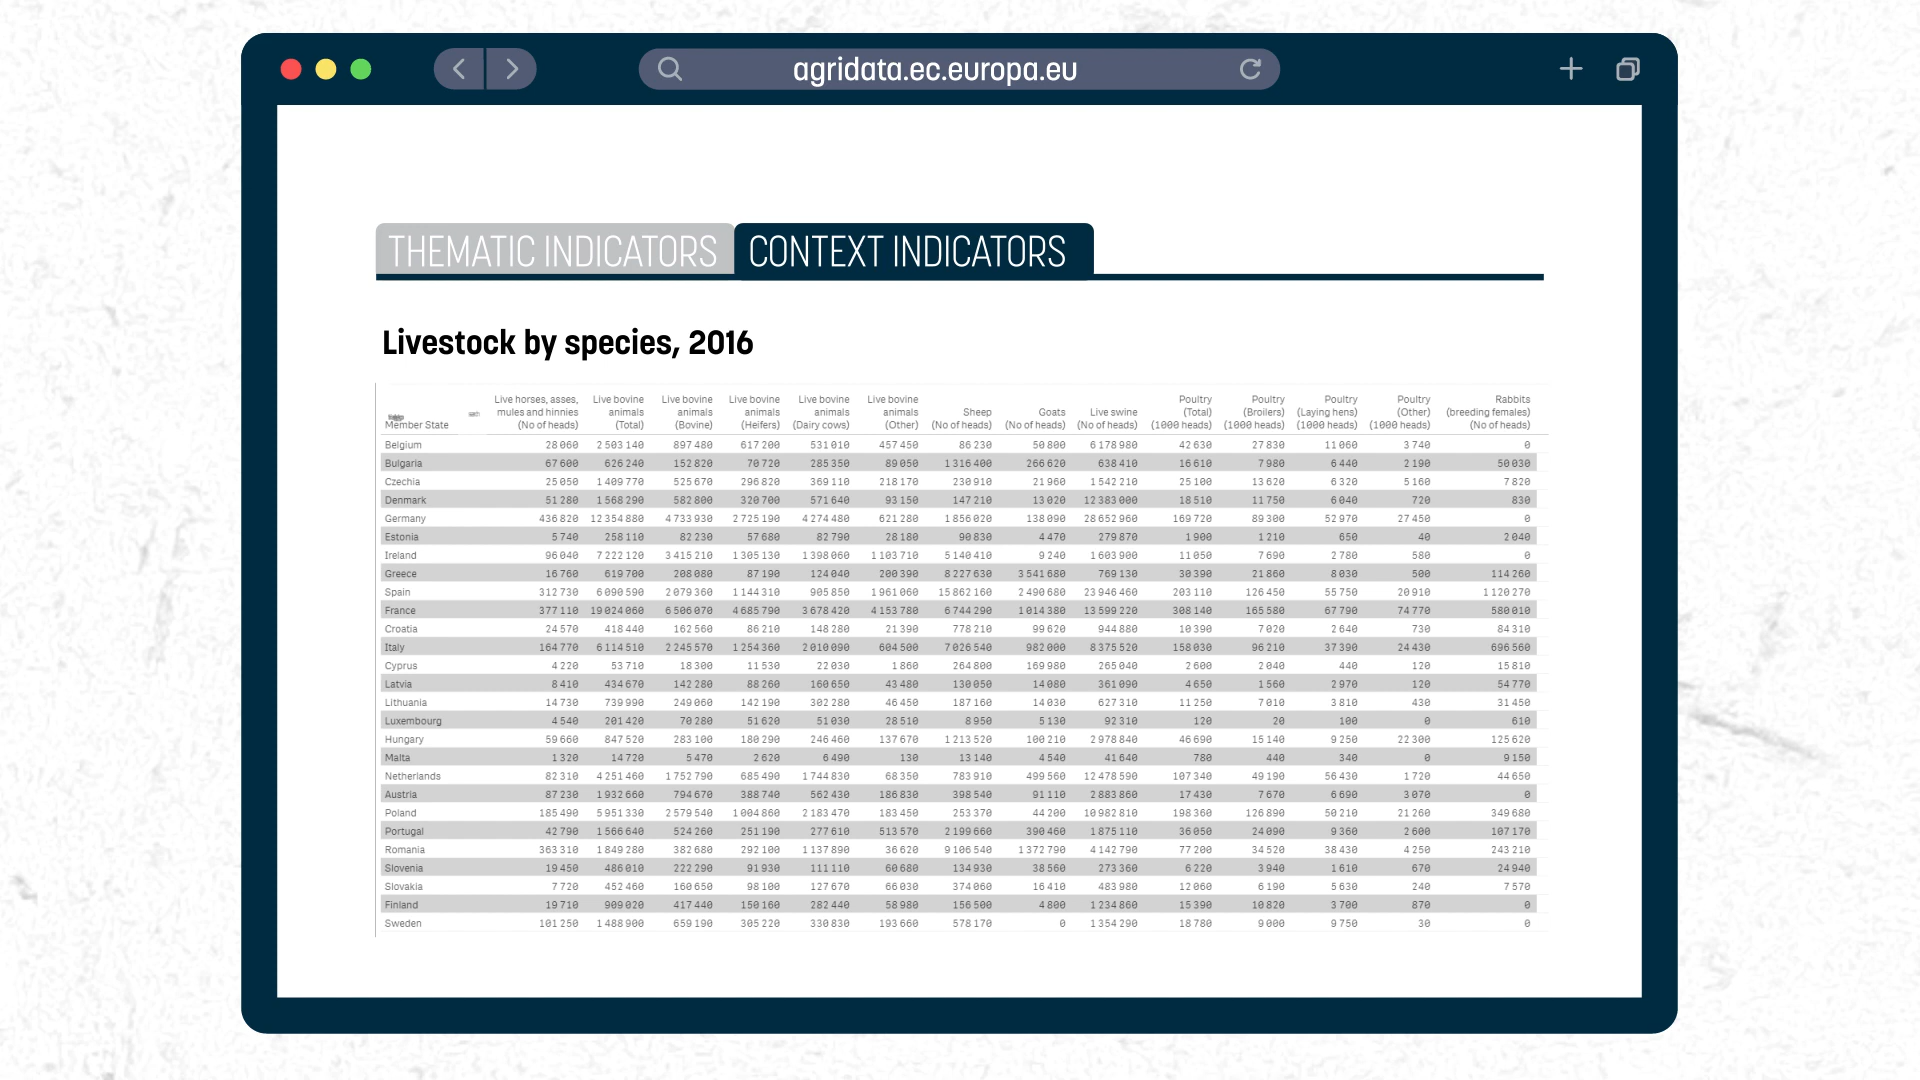 agridata.ec.europa.eu
THEMATIC INDICATORS CONTEXT INDICATORS
Livestock by species, 2016
Member State Live horses, asses, mules and hinnies (No of heads) Live bovine animals (Total) Live bovine animals (Bovine) Live bovine animals (Heifers) Live bovine animals (Dairy cows) Live bovine animals (Other) Sheep (No of heads) Goats (No of heads) Live swine (No of heads) Poultry (Total) (1000 heads) Poultry (Broilers) (1000 heads) Poultry (Laying hens) (1000 heads) Poultry (Other) (1000 heads) Rabbits (breeding females) (No of heads)
Belgium 28 060 2 503 140 897 480 617 200 531 010 457 450 86 230 50 800 6 178 980 42 630 27 830 11 060 3 740 0
Bulgaria 67 600 626 240 152 820 70 720 285 350 89 050 1 316 400 266 620 638 410 16 610 7 980 6 440 2 190 50 030
Czechia 25 050 1 409 770 525 670 296 820 369 110 218 170 230 910 21 960 1 542 210 25 100 13 620 6 320 5 160 7 820
Denmark 51 280 1 568 290 582 800 320 700 571 640 93 150 147 210 13 020 12 383 000 18 510 11 750 6 040 720 830
Germany 436 820 12 354 880 4 733 930 2 725 190 4 274 480 621 280 1 856 020 138 090 28 652 960 169 720 89 300 52 970 27 450 0
Estonia 5 740 258 110 82 230 57 680 82 790 28 180 90 830 4 470 279 870 1 900 1 210 650 40 2 040
Ireland 96 040 7 222 120 3 415 210 1 305 130 1 398 060 1 103 710 5 140 410 9 240 1 603 900 11 050 7 690 2 780 580 0
Greece 16 760 619 700 208 080 87 190 124 040 200 390 8 227 630 3 541 680 769 130 30 390 21 860 8 030 500 114 260
Spain 312 730 6 090 590 2 079 360 1 144 310 905 850 1 961 060 15 862 160 2 490 680 23 946 460 203 110 126 450 55 750 20 910 1 120 270
France 377 110 19 024 060 6 506 070 4 685 790 3 678 420 4 153 780 6 744 290 1 014 380 13 599 220 308 140 165 580 67 790 74 770 580 010
Croatia 24 570 418 440 162 560 86 210 148 280 21 390 778 210 99 620 944 880 10 390 7 020 2 640 730 84 310
Italy 164 770 6 114 510 2 245 570 1 254 360 2 010 090 604 500 7 026 540 982 000 8 375 520 158 030 96 210 37 390 24 430 696 560
Cyprus 4 220 53 710 18 300 11 530 22 030 1 860 264 800 169 980 265 040 2 600 2 040 440 120 15 810
Latvia 8 410 434 670 142 280 88 260 160 650 43 480 130 050 14 080 361 090 4 650 1 560 2 970 120 54 770
Lithuania 14 730 739 990 249 060 142 190 302 280 46 450 187 160 14 030 627 310 11 250 7 010 3 810 430 31 450
Luxembourg 4 540 201 420 70 280 51 620 51 030 28 510 8 950 5 130 92 310 120 20 100 0 610
Hungary 59 660 847 520 283 100 180 290 246 460 137 670 1 213 520 100 210 2 978 840 46 690 15 140 9 250 22 300 125 620
Malta 1 320 14 720 5 470 2 620 6 490 130 13 140 4 540 41 640 780 440 340 0 9 150
Netherlands 82 310 4 251 460 1 752 790 685 490 1 744 830 68 350 783 910 499 560 12 478 590 107 340 49 190 56 430 1 720 44 650
Austria 87 230 1 932 660 794 670 388 740 562 430 186 830 398 540 91 110 2 883 860 17 430 7 670 6 690 3 070 0
Poland 185 490 5 951 330 2 579 540 1 004 860 2 183 470 183 450 253 370 44 200 10 982 810 198 360 126 890 50 210 21 260 349 680
Portugal 42 790 1 566 640 524 260 251 190 277 610 513 570 2 199 660 390 460 1 875 110 36 050 24 090 9 360 2 600 107 170
Romania 363 310 1 849 280 382 680 292 100 1 137 890 36 620 9 106 540 1 372 790 4 142 790 77 200 34 520 38 430 4 250 243 210
Slovenia 19 450 486 010 222 290 91 930 111 110 60 680 134 930 38 560 273 360 6 220 3 940 1 610 670 24 940
Slovakia 7 720 452 460 160 650 98 100 127 670 66 030 374 060 16 410 483 980 12 060 6 190 5 630 240 7 570
Finland 19 710 909 020 417 440 150 160 282 440 58 980 156 500 4 800 1 234 860 15 390 10 820 3 700 870 0
Sweden 101 250 1 488 900 659 190 305 220 330 830 193 660 578 170 0 1 354 290 18 780 9 000 9 750 30 0